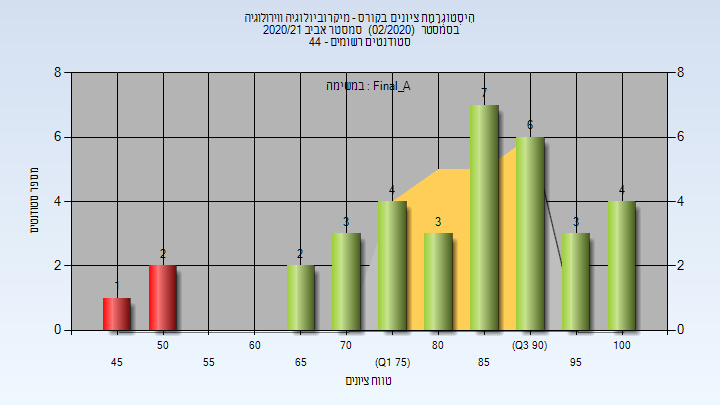 היסטוגרמת ציונים בקורס - מיקרוביולוגיה ווירולוגיה
בסמסטר (02/2020) סמסטר אביב 2020/21
סטודנטים רשומים - 44
במשימה : Final_A
מספר סטודנטים
8 8
6 6
4 4
2 2
0 0
1 2 2 3 4 3 7 6 3 4
50 60 70 80 (Q3 90) 100
45 55 65 (Q1 75) 85 95
טווח ציונים